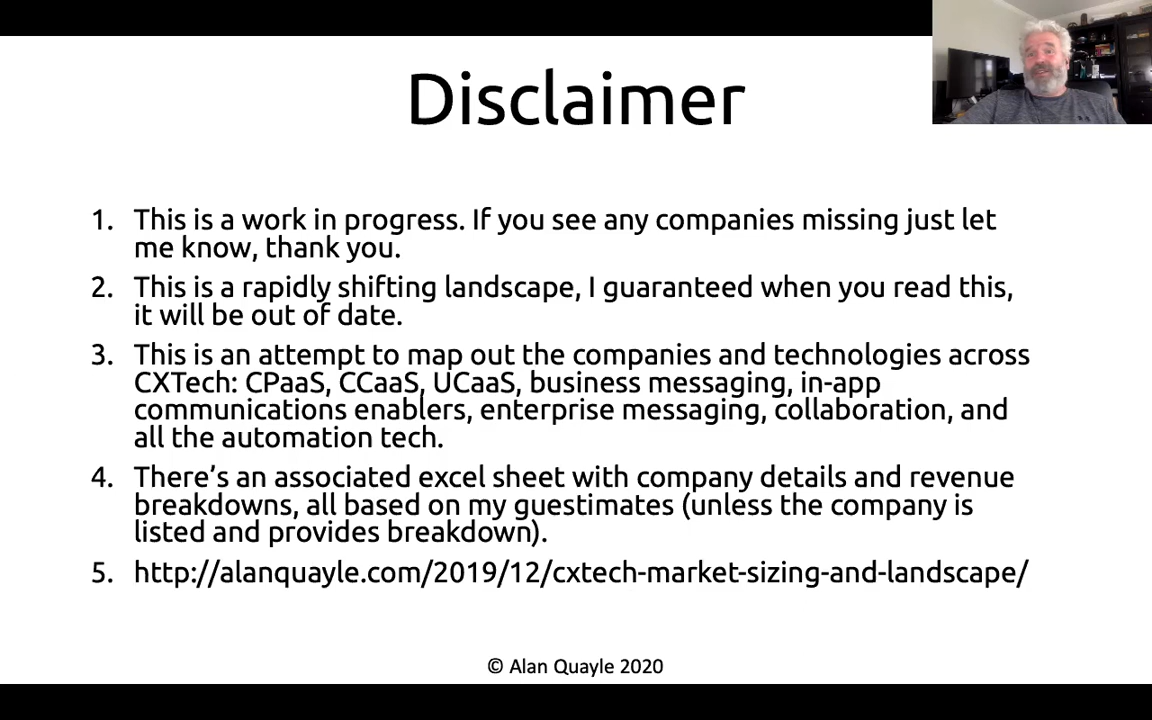 Disclaimer
1. This is a work in progress. If you see any companies missing just let
me know, thank you.
2. This is a rapidly shifting landscape, I guaranteed when you read this,
it will be out of date.
3. This is an attempt to map out the companies and technologies across
CXTech: CPaaS, CCaaS, UCaaS, business messaging, in-app
communications enablers, enterprise messaging, collaboration, and
all the automation tech.
4. There’s an associated excel sheet with company details and revenue
breakdowns, all based on my guestimates (unless the company is
listed and provides breakdown).
5. http://alanquayle.com/2019/12/cxtech-market-sizing-and-landscape/
© Alan Quayle 2020